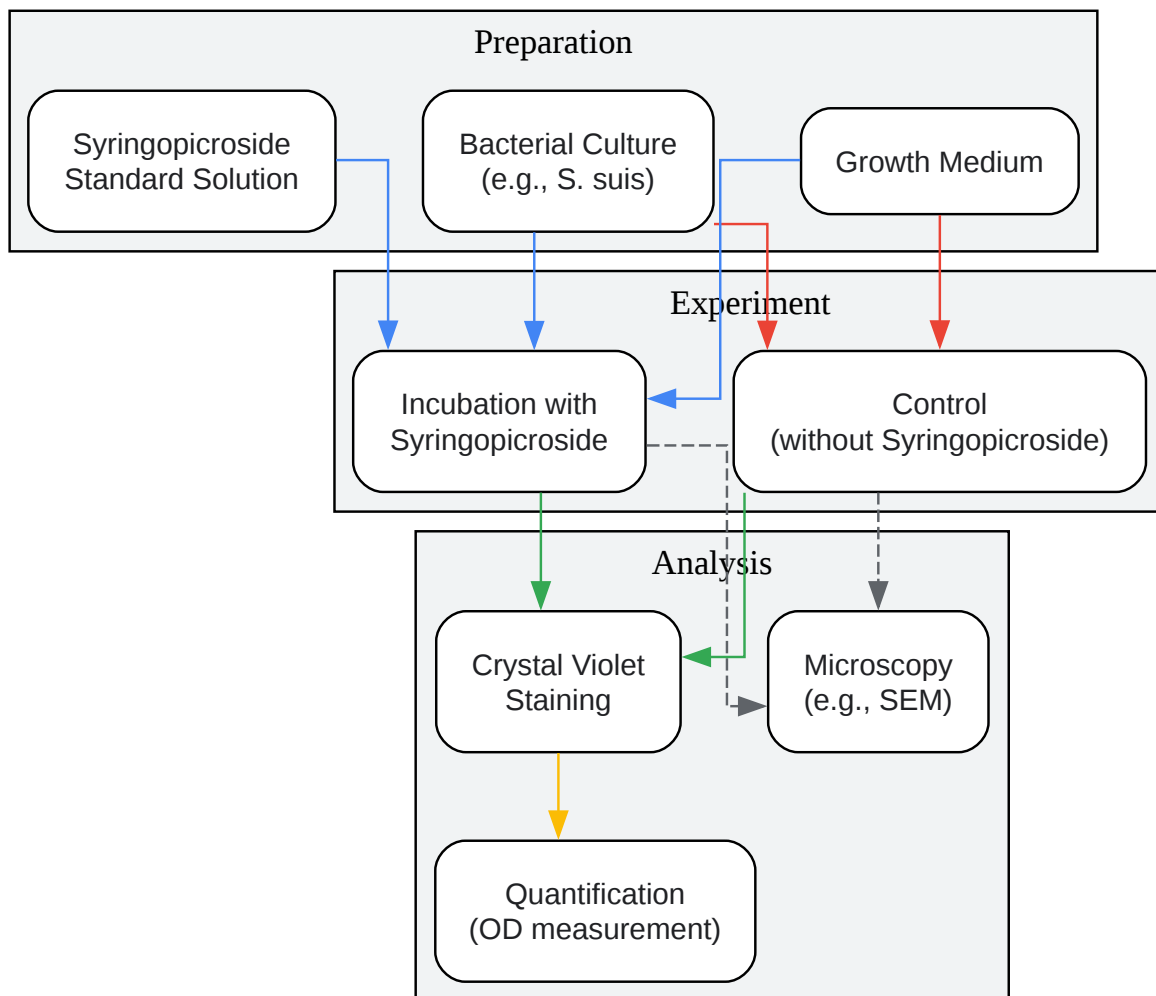 Preparation
Syringopicroside
Standard Solution
Bacterial Culture
(e.g., S. suis)
Growth Medium
Experiment
Incubation with
Syringopicroside
Control
(without Syringopicroside)
Analysis
Crystal Violet
Staining
Microscopy
(e.g., SEM)
Quantification
(OD measurement)